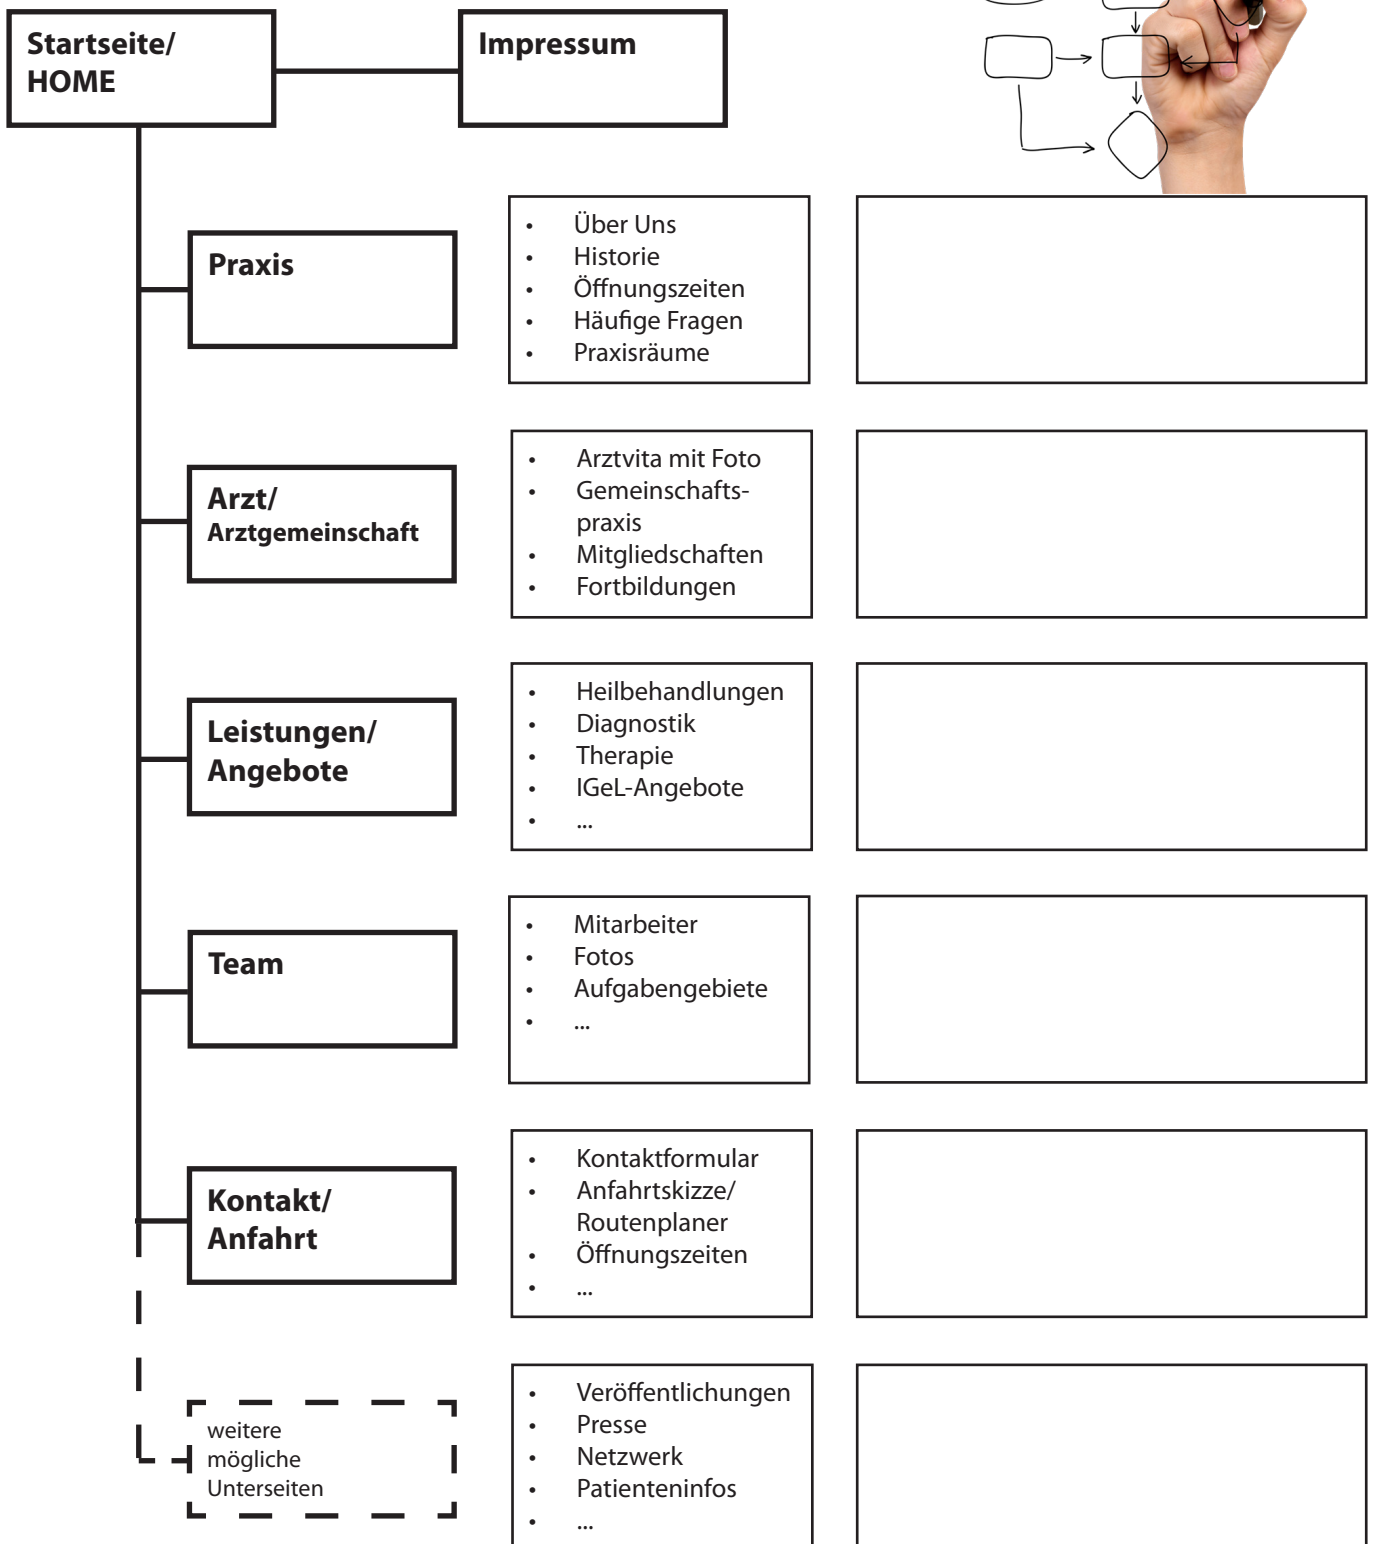 Startseite/
HOME
Impressum
Praxis
• Über Uns
• Historie
• Öffnungszeiten
• Häufige Fragen
• Praxisräume
Arzt/
Arztgemeinschaft
• Arztvita mit Foto
• Gemeinschafts-
praxis
• Mitgliedschaften
• Fortbildungen
Leistungen/
Angebote
• Heilbehandlungen
• Diagnostik
• Therapie
• IGeL-Angebote
• ...
Team
• Mitarbeiter
• Fotos
• Aufgabengebiete
• ...
Kontakt/
Anfahrt
• Kontaktformular
• Anfahrtskizze/
Routenplaner
• Öffnungszeiten
• ...
weitere
mögliche
Unterseiten
• Veröffentlichungen
• Presse
• Netzwerk
• Patienteninfos
• ...